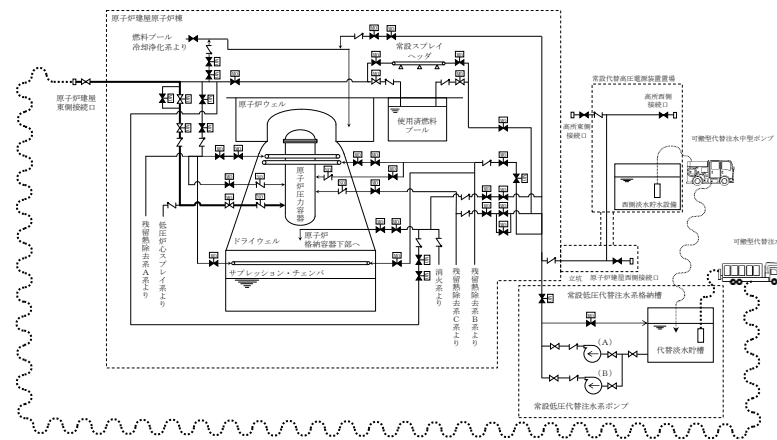 原子炉建屋原子炉棟
燃料プール
冷却浄化系より
常設スプレイ
ヘッダ
原子炉建屋
東側接続口
原子炉ウェル
使用済燃料
プール
原子炉圧力容器
ドライウェル
原子炉
格納容器下部へ
サプレッション・チェンバ
残留熱除去系A系より
低圧炉心スプレイ系より
消火系より
残留熱除去系C系より
残留熱除去系B系より
常設代替高圧電源装置置場
高所西側
接続口
高所東側
接続口
可搬型代替注水中型ポンプ
西側淡水貯水設備
可搬型代替注水
立坑
原子炉建屋西側接続口
常設低圧代替注水系格納槽
(A)
(B)
代替淡水貯槽
常設低圧代替注水系ポンプ